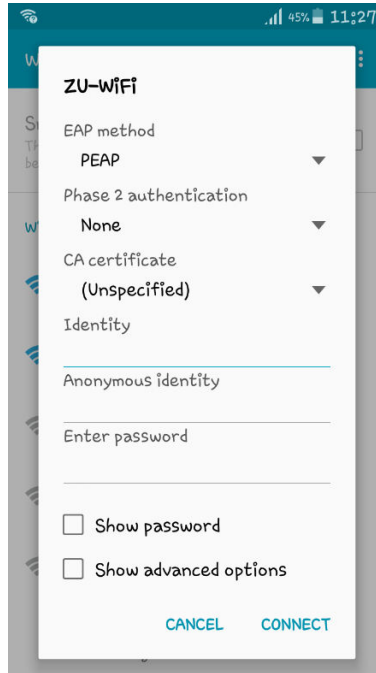 45% 11:27
W
ZU-WiFi
EAP method
PEAP
Phase 2 authentication
None
CA certificate
(Unspecified)
Identity
Anonymous identity
Enter password
Show password
Show advanced options
CANCEL CONNECT